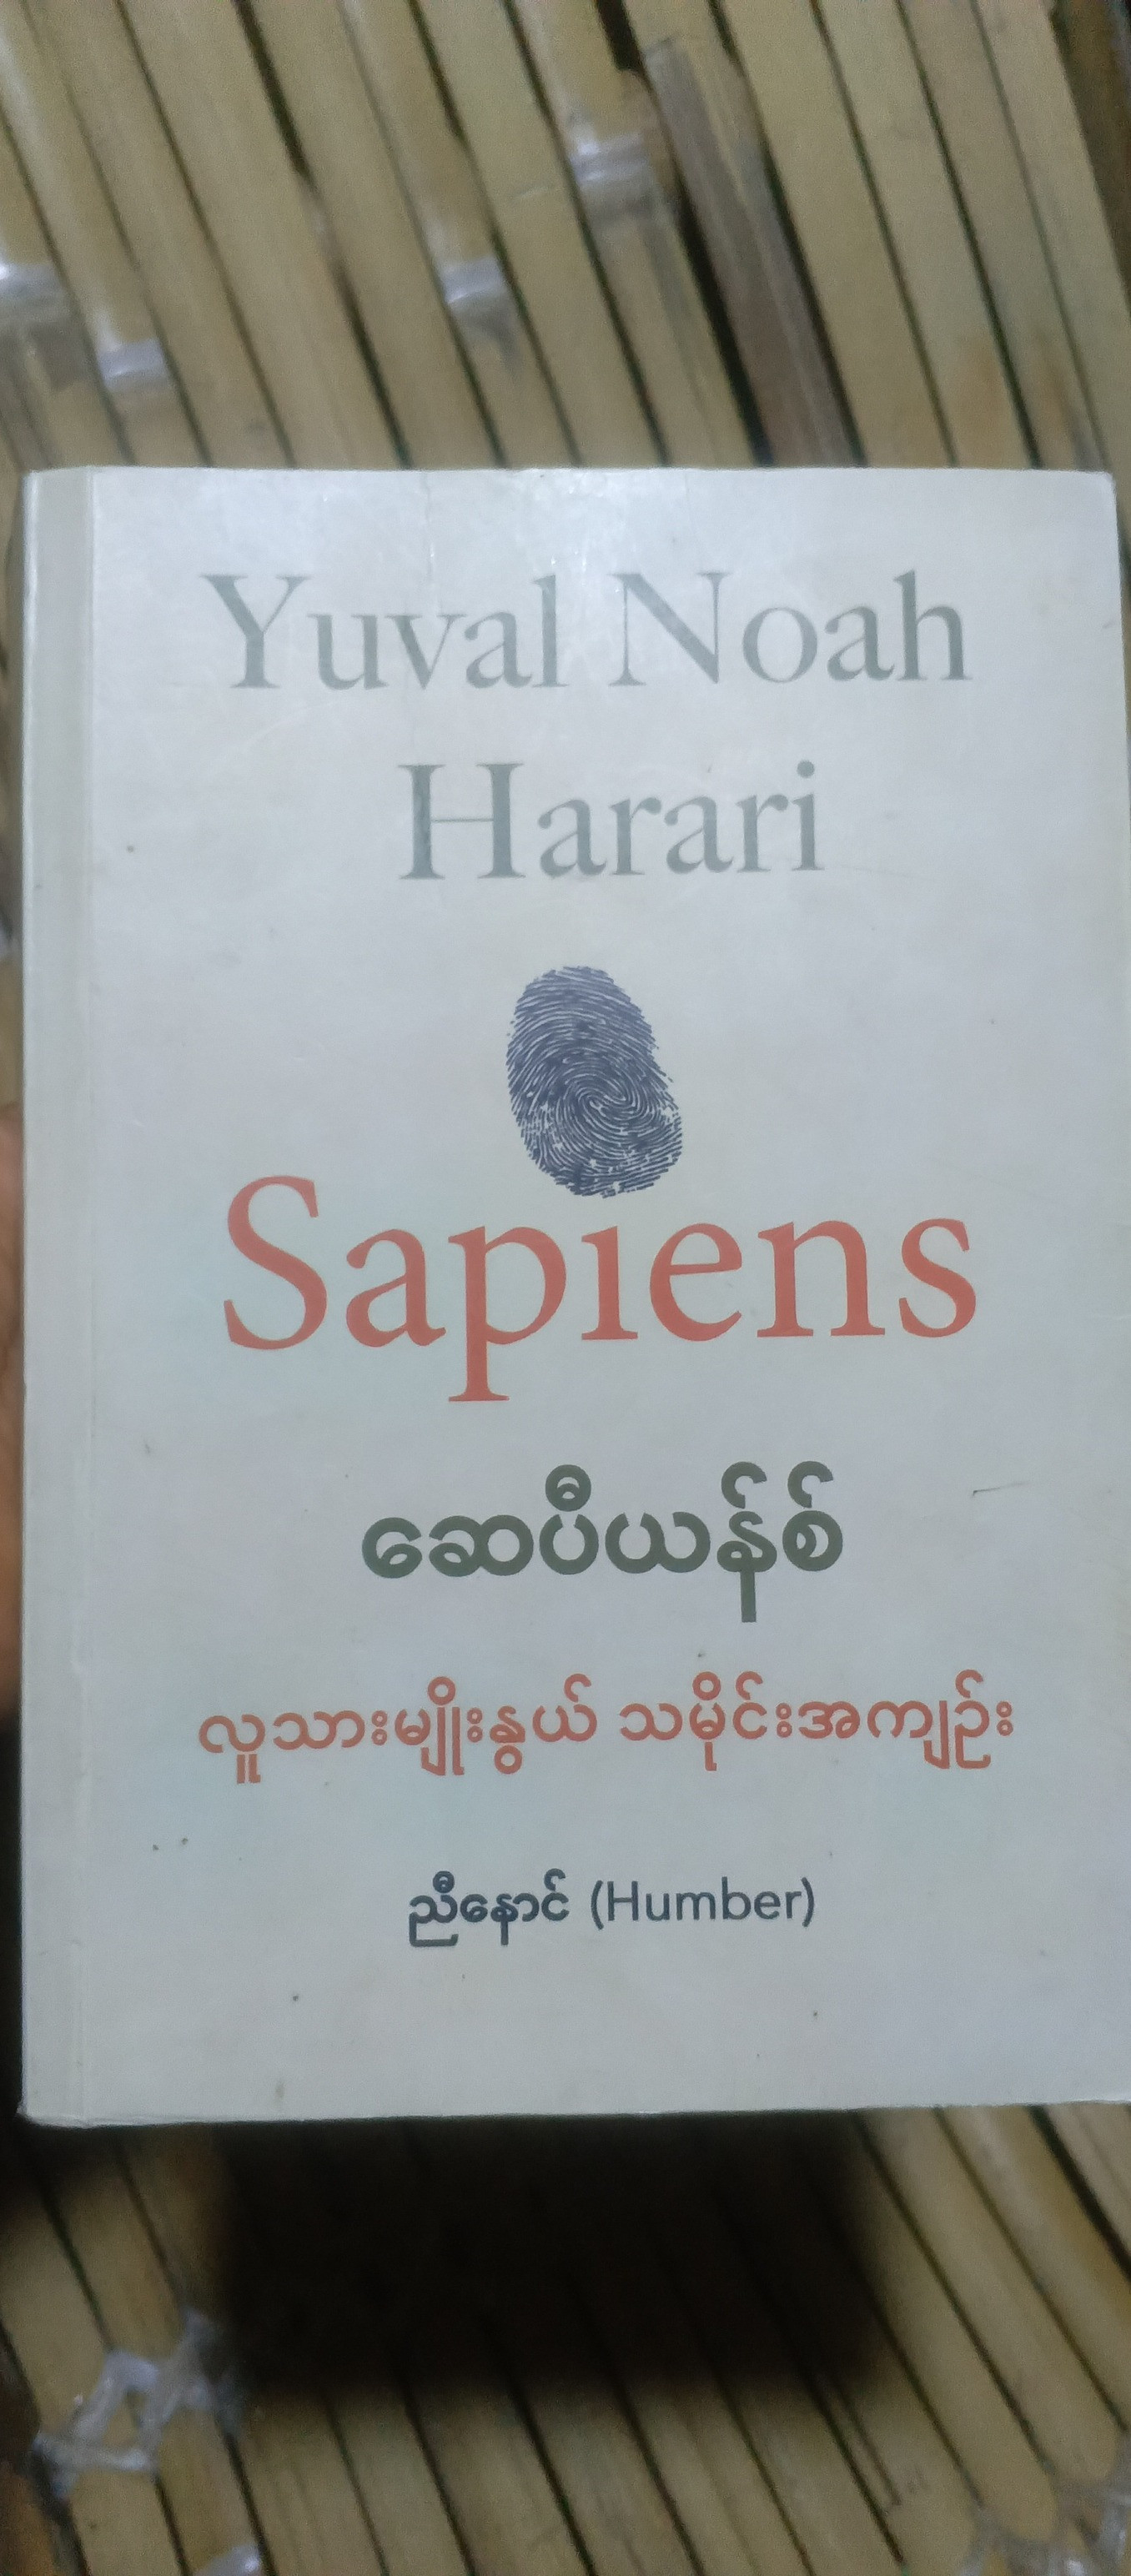 Yuval Noah
Harari
Sapiens
ဆေပီယန်စ်
လူသားမျိုးနွယ် သမိုင်းအကျဉ်း
ညီနောင် (Humber)